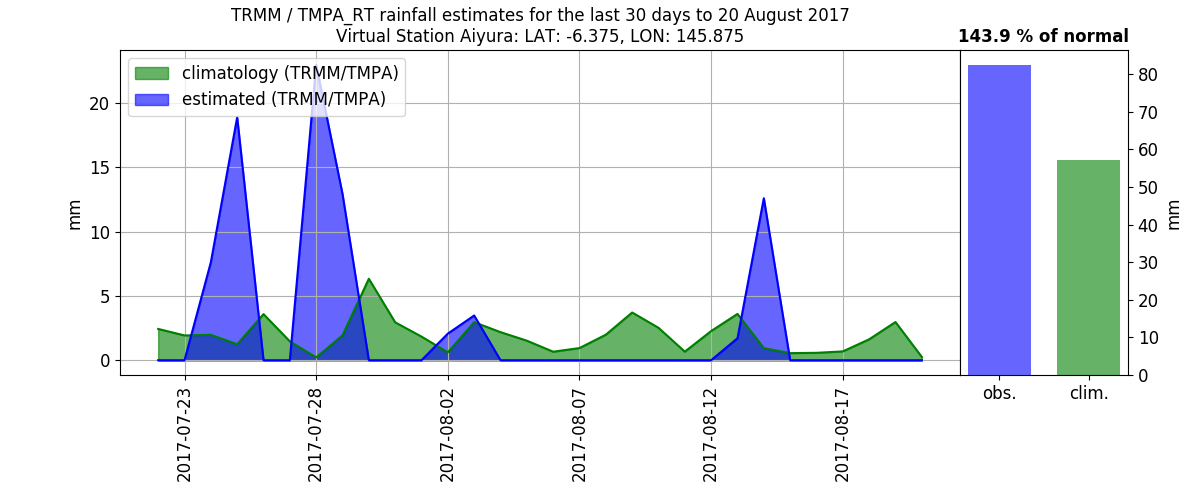 TRMM / TMPA_RT rainfall estimates for the last 30 days to 20 August 2017
Virtual Station Aiyura: LAT: -6.375, LON: 145.875
143.9 % of normal
climatology (TRMM/TMPA)
estimated (TRMM/TMPA)
mm
20
15
10
5
0
2017-07-23
2017-07-28
2017-08-02
2017-08-07
2017-08-12
2017-08-17
obs.
clim.
80
70
60
50
40
30
20
10
0
mm